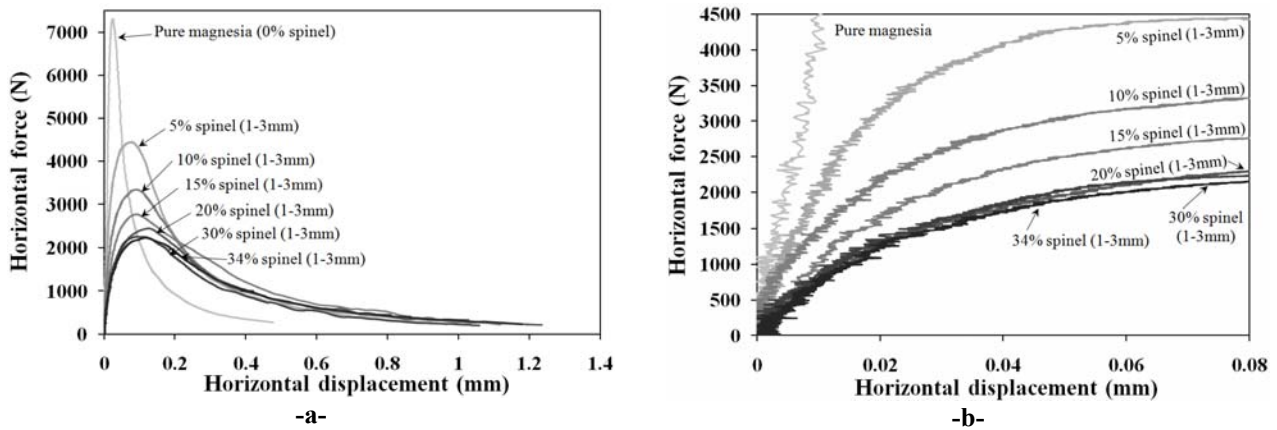 7000
6000
5000
4000
3000
2000
1000
0
Horizontal force (N)
Pure magnesia (0% spinel)
5% spinel (1-3mm)
10% spinel (1-3mm)
15% spinel (1-3mm)
20% spinel (1-3mm)
30% spinel (1-3mm)
34% spinel (1-3mm)
0 0.2 0.4 0.6 0.8 1 1.2 1.4
Horizontal displacement (mm)
-a-
4500
4000
3500
3000
2500
2000
1500
1000
500
0
Horizontal force (N)
Pure magnesia
5% spinel (1-3mm)
10% spinel (1-3mm)
15% spinel (1-3mm)
20% spinel (1-3mm)
30% spinel
(1-3mm)
34% spinel (1-3mm)
0 0.02 0.04 0.06 0.08
Horizontal displacement (mm)
-b-